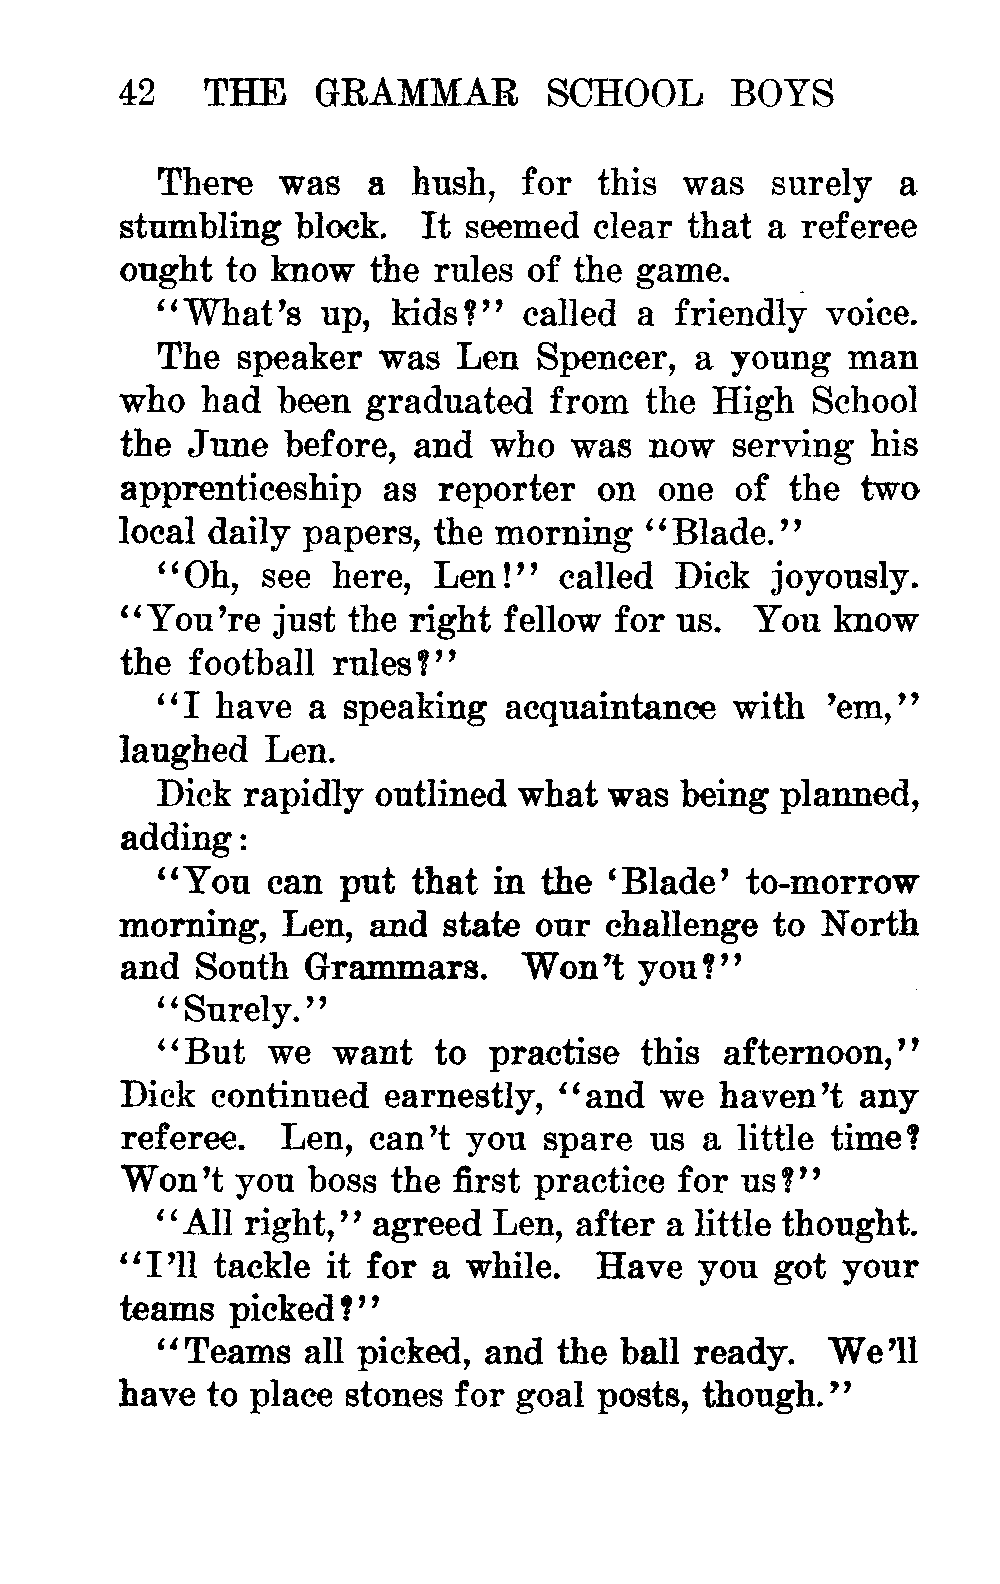 42 THE GRAMMAR SCHOOL BOYS
There was a hush, for this was surely a
stumbling block. It seemed clear that a referee
ought to know the rules of the game.
"What's up, kids?" called a friendly voice.
The speaker was Len Spencer, a young man
who had been graduated from the High School
the June before, and who was now serving his
apprenticeship as reporter on one of the two
local daily papers, the morning "Blade."
"Oh, see here, Len!" called Dick joyously.
"You're just the right fellow for us. You know
the football rules?"
"I have a speaking acquaintance with 'em,"
laughed Len.
Dick rapidly outlined what was being planned,
adding:
"You can put that in the 'Blade' to-morrow
morning, Len, and state our challenge to North
and South Grammars. Won't you?"
"Surely."
"But we want to practise this afternoon,"
Dick continued earnestly, "and we haven't any
referee. Len, can't you spare us a little time?
Won't you boss the first practice for us?"
"All right," agreed Len, after a little thought.
"I'll tackle it for a while. Have you got your
teams picked?"
"Teams all picked, and the ball ready. We'll
have to place stones for goal posts, though."